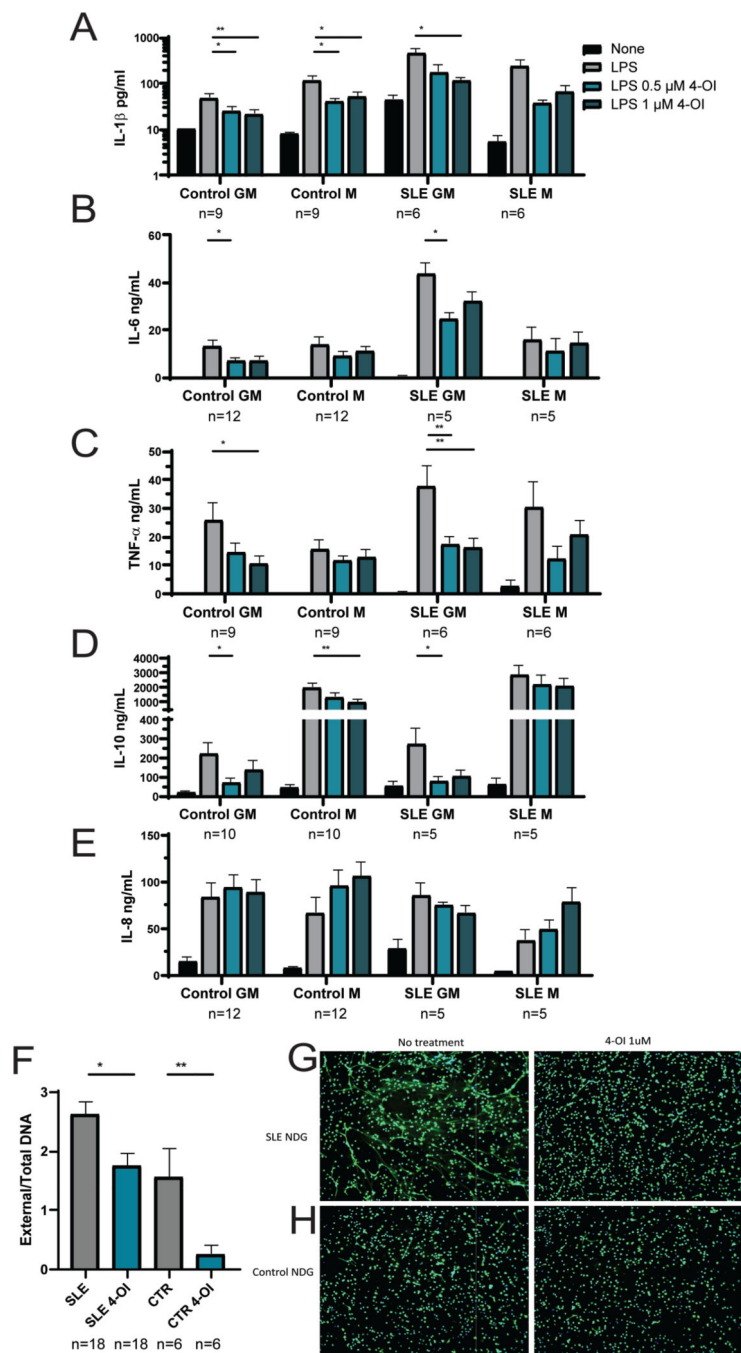 A
IL-1β pg/ml
1000
100
10
1
** 
*
*
*
*
None
LPS
LPS 0.5 μM 4-OI
LPS 1 μM 4-OI
Control GM
Control M
SLE GM
SLE M
n=9
n=9
n=6
n=6
B
IL-6 ng/mL
60
40
20
0
*
*
Control GM
Control M
SLE GM
SLE M
n=12
n=12
n=5
n=5
C
TNF-α ng/mL
50
40
30
20
10
0
*
**
**
Control GM
Control M
SLE GM
SLE M
n=9
n=9
n=6
n=6
D
IL-10 ng/mL
4000
3000
2000
1000
400
300
200
100
0
*
**
*
Control GM
Control M
SLE GM
SLE M
n=10
n=10
n=5
n=5
E
IL-8 ng/mL
150
100
50
0
Control GM
Control M
SLE GM
SLE M
n=12
n=12
n=5
n=5
F
External/Total DNA
3
2
1
0
*
**
SLE
SLE 4-OI
CTR
CTR 4-OI
n=18
n=18
n=6
n=6
No treatment
4-OI 1uM
G
SLE NDG
H
Control NDG